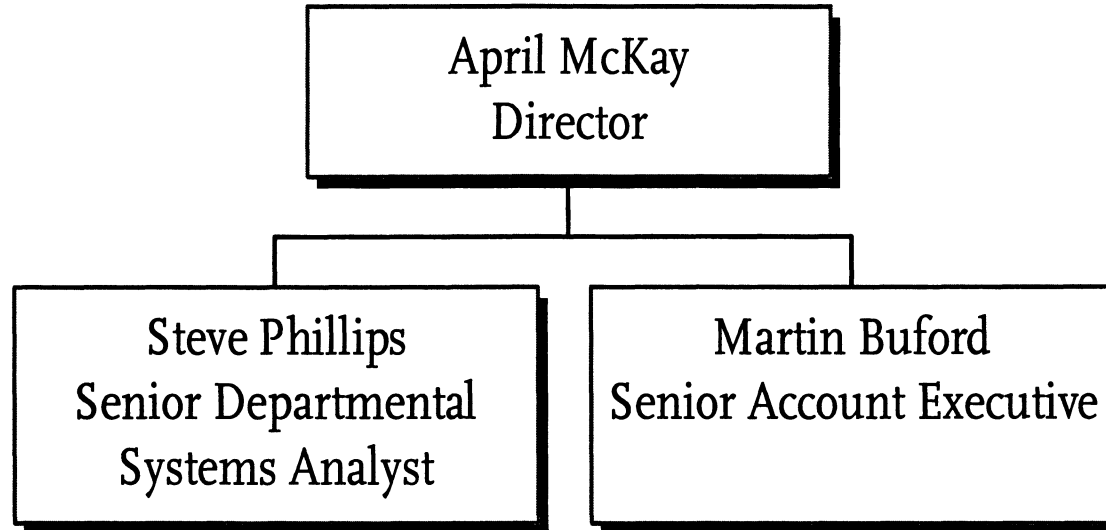 April McKay
Director
Steve Phillips
Senior Departmental
Systems Analyst
Martin Buford
Senior Account Executive